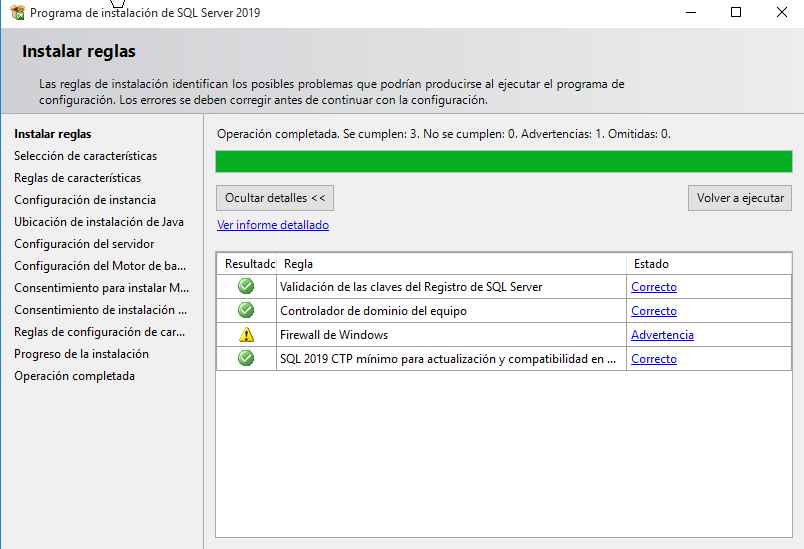 Programa de instalación de SQL Server 2019
Instalar reglas
Las reglas de instalación identifican los posibles problemas que podrían producirse al ejecutar el programa de
configuración. Los errores se deben corregir antes de continuar con la configuración.
Instalar reglas
Selección de características
Reglas de características
Configuración de instancia
Ubicación de instalación de Java
Configuración del servidor
Configuración del Motor de ba...
Consentimiento para instalar M...
Consentimiento de instalación ...
Reglas de configuración de car...
Progreso de la instalación
Operación completada
Operación completada. Se cumplen: 3. No se cumplen: 0. Advertencias: 1. Omitidas: 0.
Ocultar detalles <<
Volver a ejecutar
Ver informe detallado
Resultado Regla Estado
Validación de las claves del Registro de SQL Server Correcto
Controlador de dominio del equipo Correcto
Firewall de Windows Advertencia
SQL 2019 CTP mínimo para actualización y compatibilidad en ... Correcto